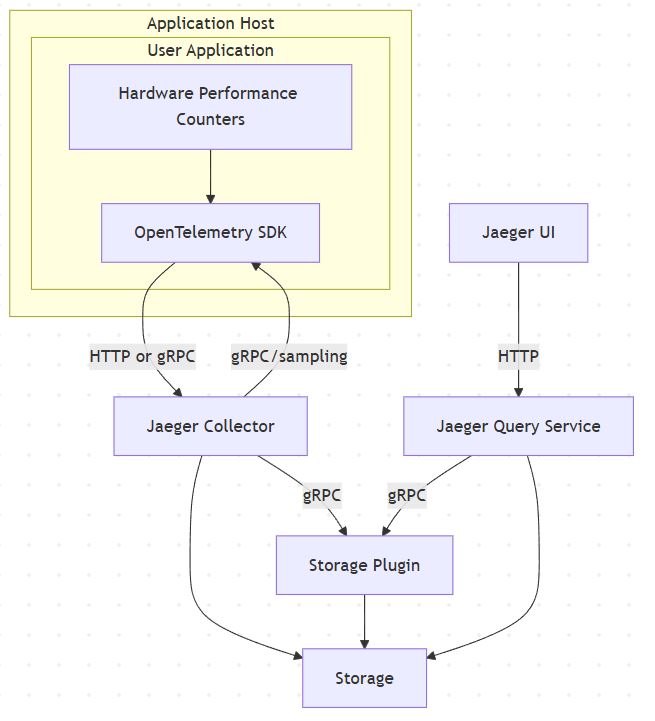 Application Host
User Application
Hardware Performance
Counters
OpenTelemetry SDK
Jaeger UI
HTTP or gRPC
gRPC/sampling
HTTP
Jaeger Collector
Jaeger Query Service
gRPC
gRPC
Storage Plugin
Storage